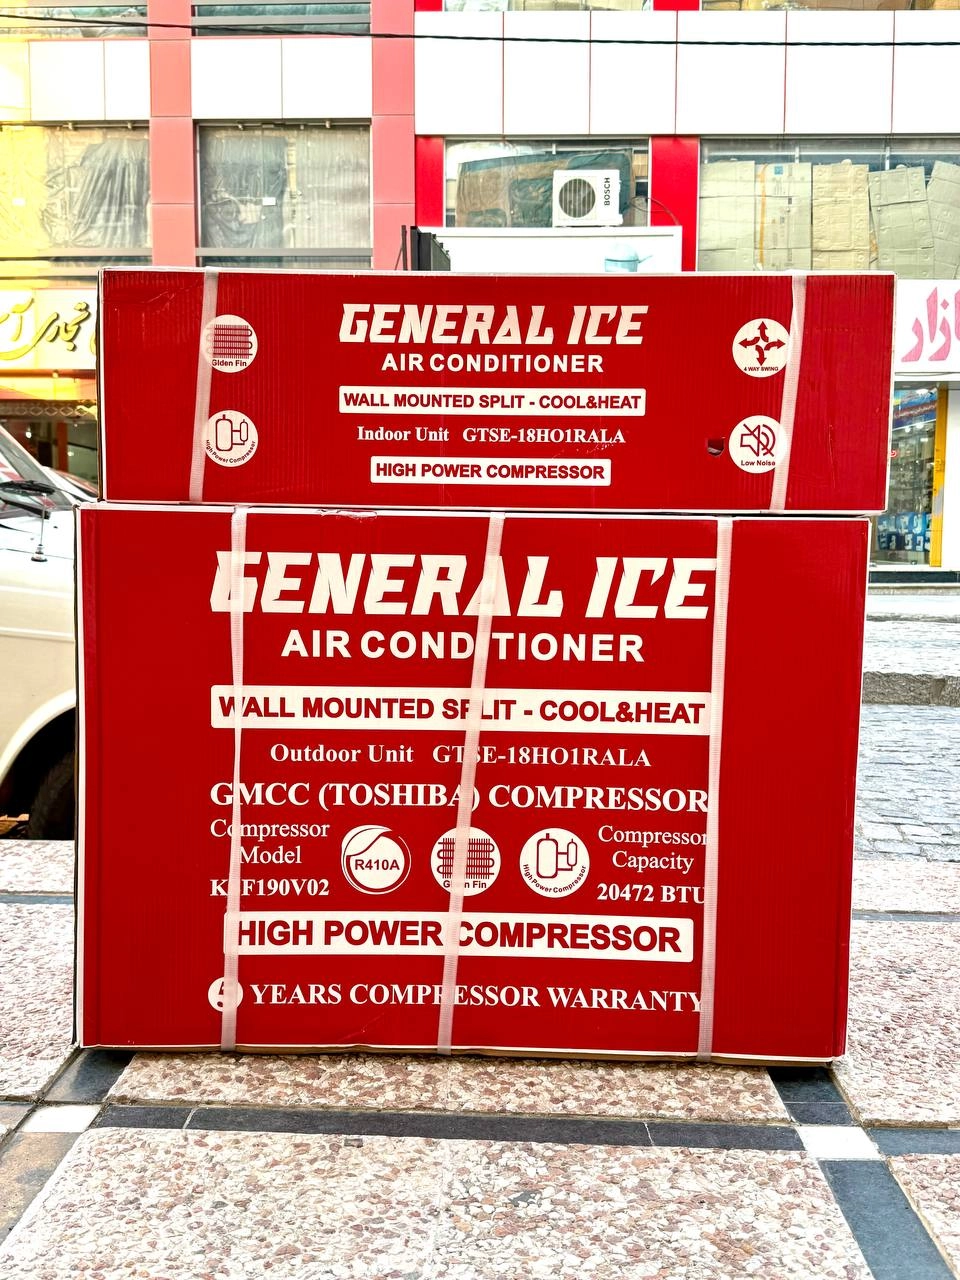 BOSCH
GENERAL ICE
AIR CONDITIONER
Glden Fin
4 WAY SWING
WALL MOUNTED SPLIT - COOL&HEAT
Indoor Unit GTSE-18HO1RALA
High Power Compressor
Low Noise
HIGH POWER COMPRESSOR
GENERAL ICE
AIR CONDITIONER
WALL MOUNTED SPLIT - COOL&HEAT
Outdoor Unit GTSE-18HO1RALA
GMCC (TOSHIBA) COMPRESSOR
Compressor Model
R410A
Glden Fin
High Power Compressor
Compressor Capacity
20472 BTU
HIGH POWER COMPRESSOR
5 YEARS COMPRESSOR WARRANTY